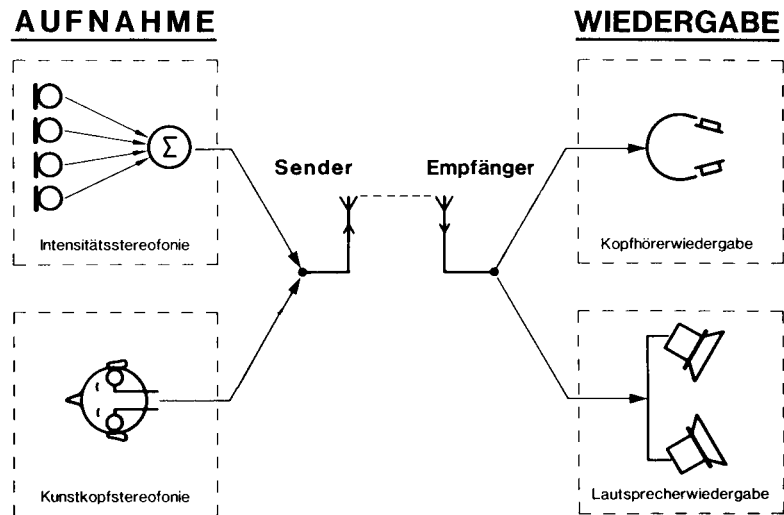 AUFNAHME
WIEDERGABE
Σ
Intensitätsstereofonie
Sender
Empfänger
Kopfhörerwiedergabe
Kunstkopfstereofonie
Lautsprecherwiedergabe